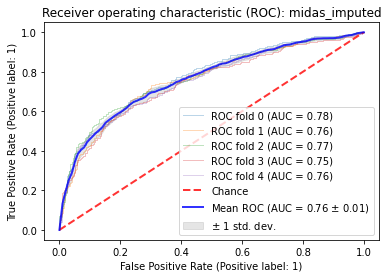 Receiver operating characteristic (ROC): midas_imputed
True Positive Rate (Positive label: 1)
1.0
0.8
0.6
0.4
0.2
0.0
ROC fold 0 (AUC = 0.78)
ROC fold 1 (AUC = 0.76)
ROC fold 2 (AUC = 0.77)
ROC fold 3 (AUC = 0.75)
ROC fold 4 (AUC = 0.76)
Chance
Mean ROC (AUC = 0.76 ± 0.01)
± 1 std. dev.
0.0 0.2 0.4 0.6 0.8 1.0
False Positive Rate (Positive label: 1)